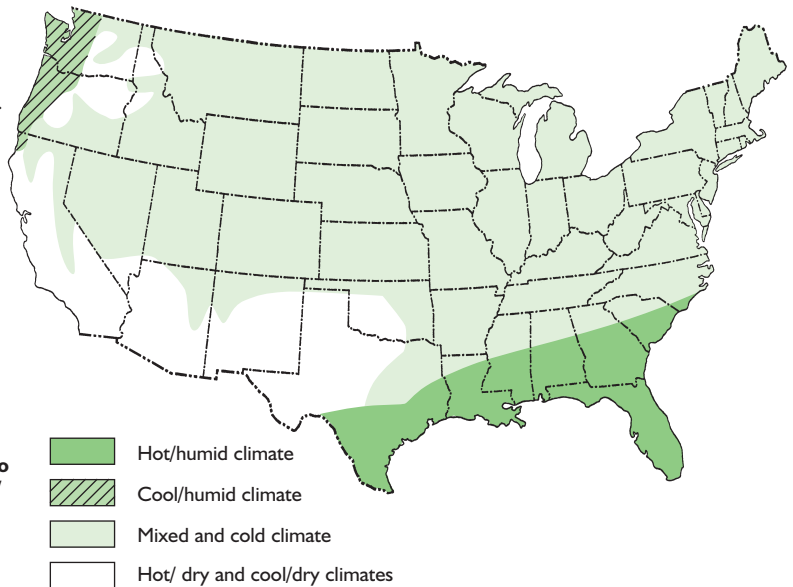 o
Hot/humid climate
Cool/humid climate
Mixed and cold climate
Hot/ dry and cool/dry climates